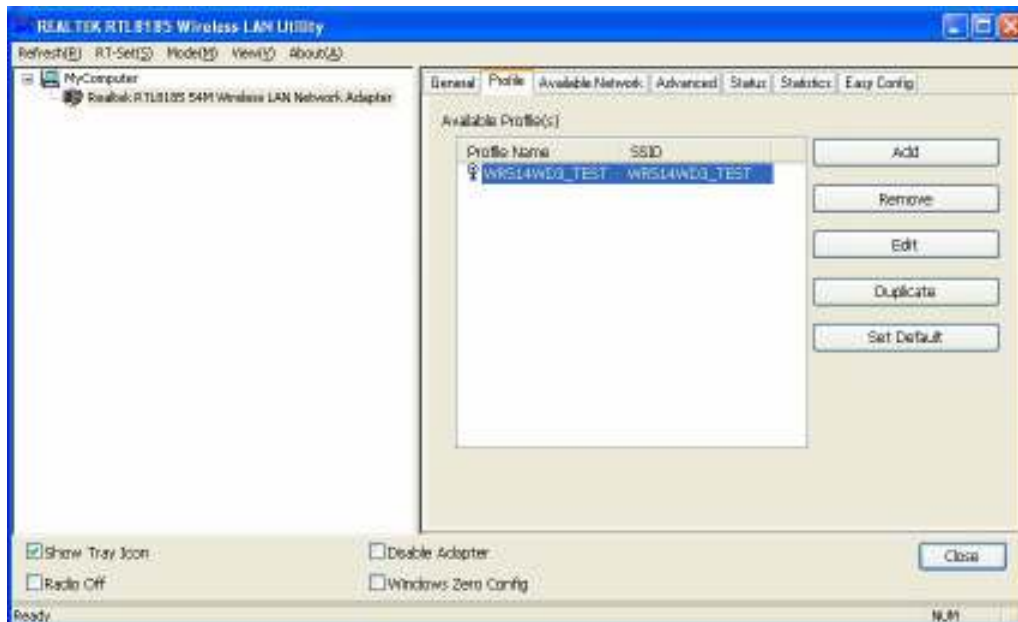 REALTEK RTL8185 Wireless LAN Utility
Refresh(R) RT-Set(S) Mode(M) View(V) About(A)
MyComputer
Realtek RTL8185 54M Wireless LAN Network Adapter
General Profile Available Network Advanced Status Statistics Easy Config
Available Profile(s)
Profile Name SSID
WR514WD3_TEST WR514WD3_TEST
Add
Remove
Edit
Duplicate
Set Default
Show Tray Icon
Radio Off
Disable Adapter
Windows Zero Config
Close
Ready
NUM